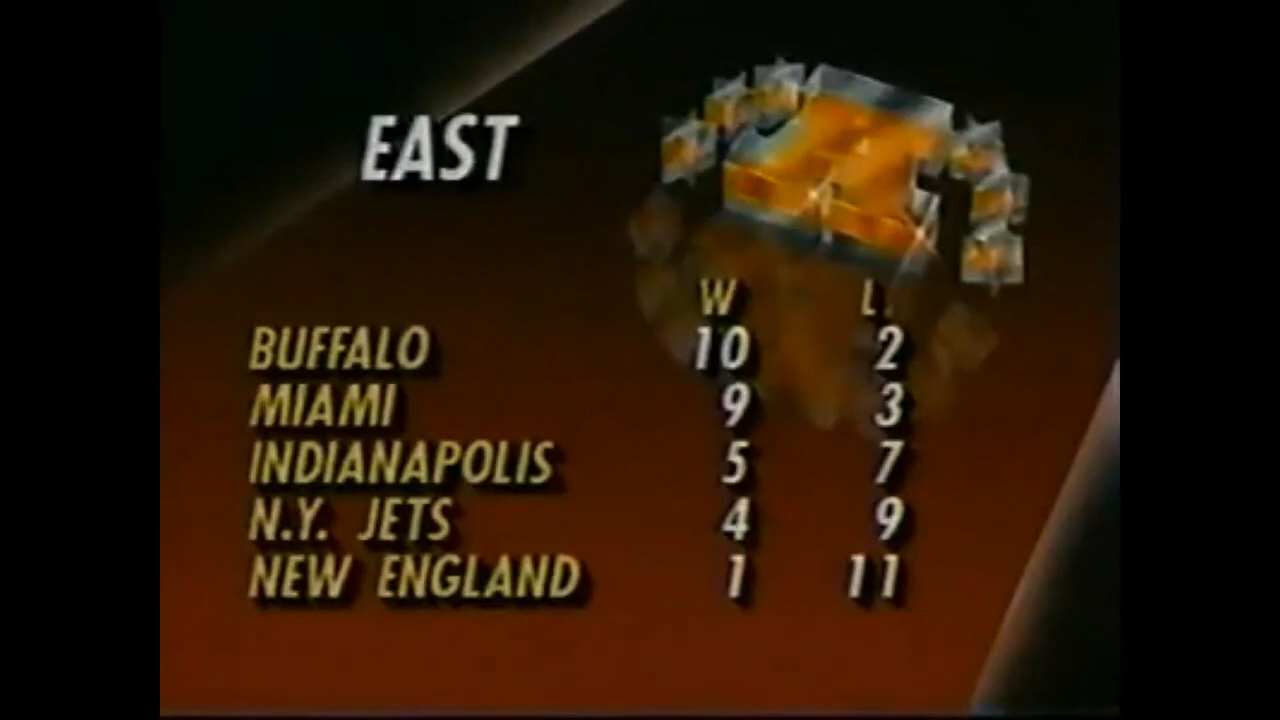 EAST
W L
BUFFALO 10 2
MIAMI 9 3
INDIANAPOLIS 5 7
N.Y. JETS 4 9
NEW ENGLAND 1 11